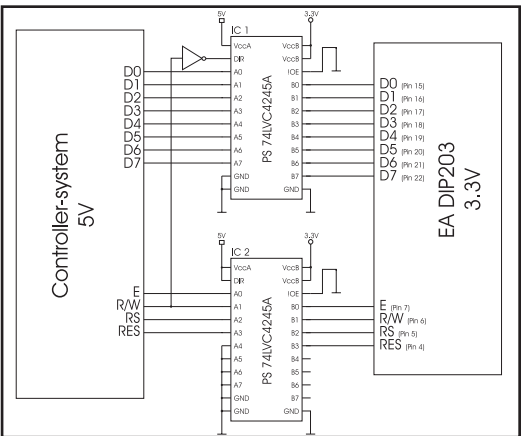 5V
3.3V
IC 1
VccA
DIR
A0
A1
A2
A3
A4
A5
A6
A7
GND
GND
PS 74LVC4245A
VccB
VccB
!OE
B0
B1
B2
B3
B4
B5
B6
B7
GND
D0
D1
D2
D3
D4
D5
D6
D7
Controller-system
5V
E
R/W
RS
RES
D0 (Pin 15)
D1 (Pin 16)
D2 (Pin 17)
D3 (Pin 18)
D4 (Pin 19)
D5 (Pin 20)
D6 (Pin 21)
D7 (Pin 22)
EA DIP203
3.3V
E (Pin 7)
R/W (Pin 6)
RS (Pin 5)
RES (Pin 4)
5V
3.3V
IC 2
VccA
DIR
A0
A1
A2
A3
A4
A5
A6
A7
GND
GND
PS 74LVC4245A
VccB
VccB
!OE
B0
B1
B2
B3
B4
B5
B6
B7
GND